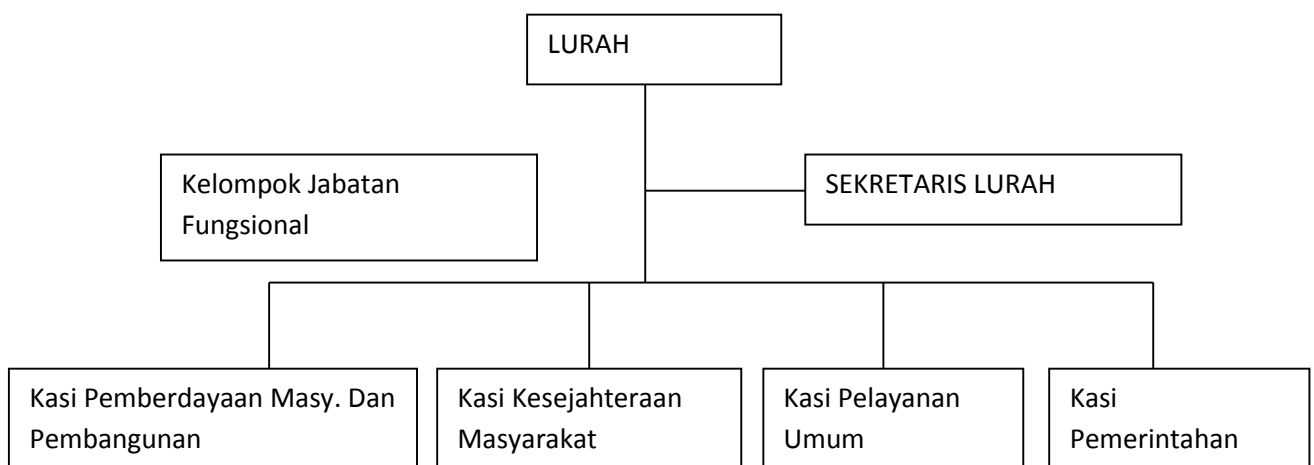 LURAH
Kelompok Jabatan
Fungsional
SEKRETARIS LURAH
Kasi Pemberdayaan Masy. Dan
Pembangunan
Kasi Kesejahteraan
Masyarakat
Kasi Pelayanan
Umum
Kasi
Pemerintahan